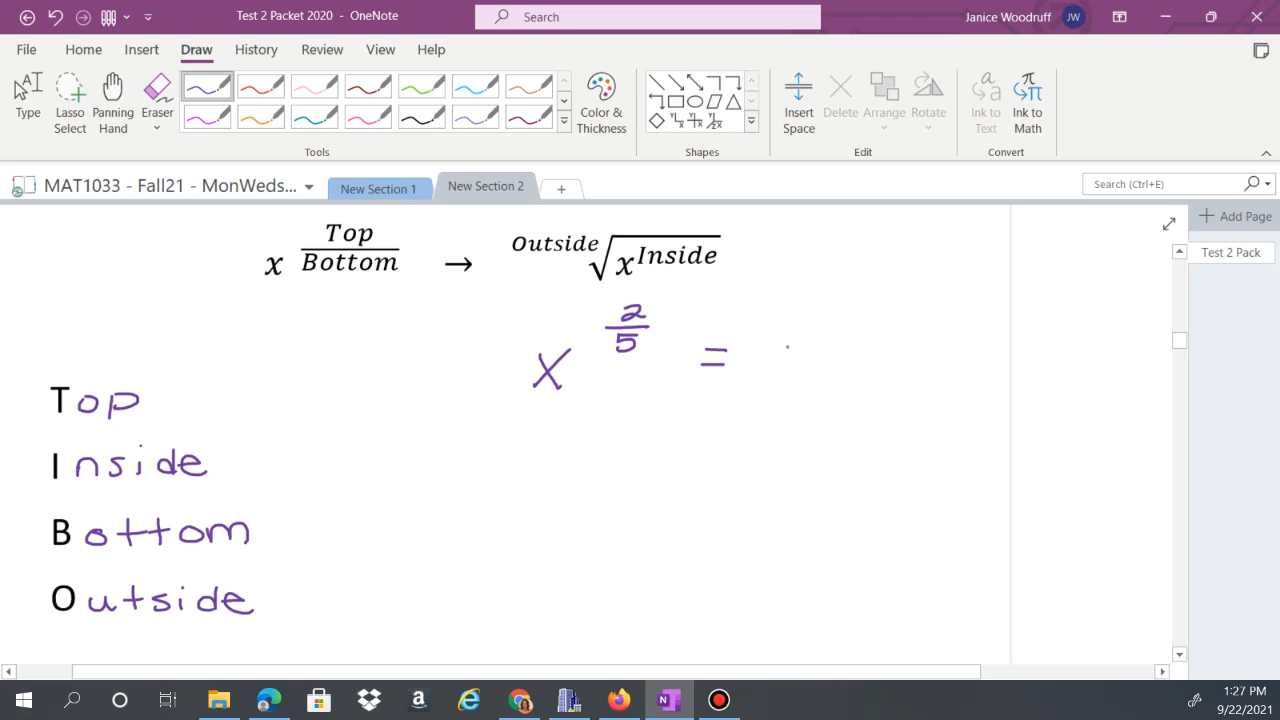 Test 2 Packet 2020 - OneNote
Search
Janice Woodruff JW
File Home Insert Draw History Review View Help
Type Lasso Select Panning Hand Eraser Color & Thickness Insert Space Delete Arrange Rotate Ink to Text Ink to Math
Tools Shapes Edit Convert
MAT1033 - Fall21 - MonWeds... New Section 1 New Section 2 + Search (Ctrl+E)
+ Add Page
Test 2 Pack
x^(Top/Bottom) → Outside√(x^Inside)
x^(2/5) =
Top
Inside
Bottom
Outside
1:27 PM
9/22/2021